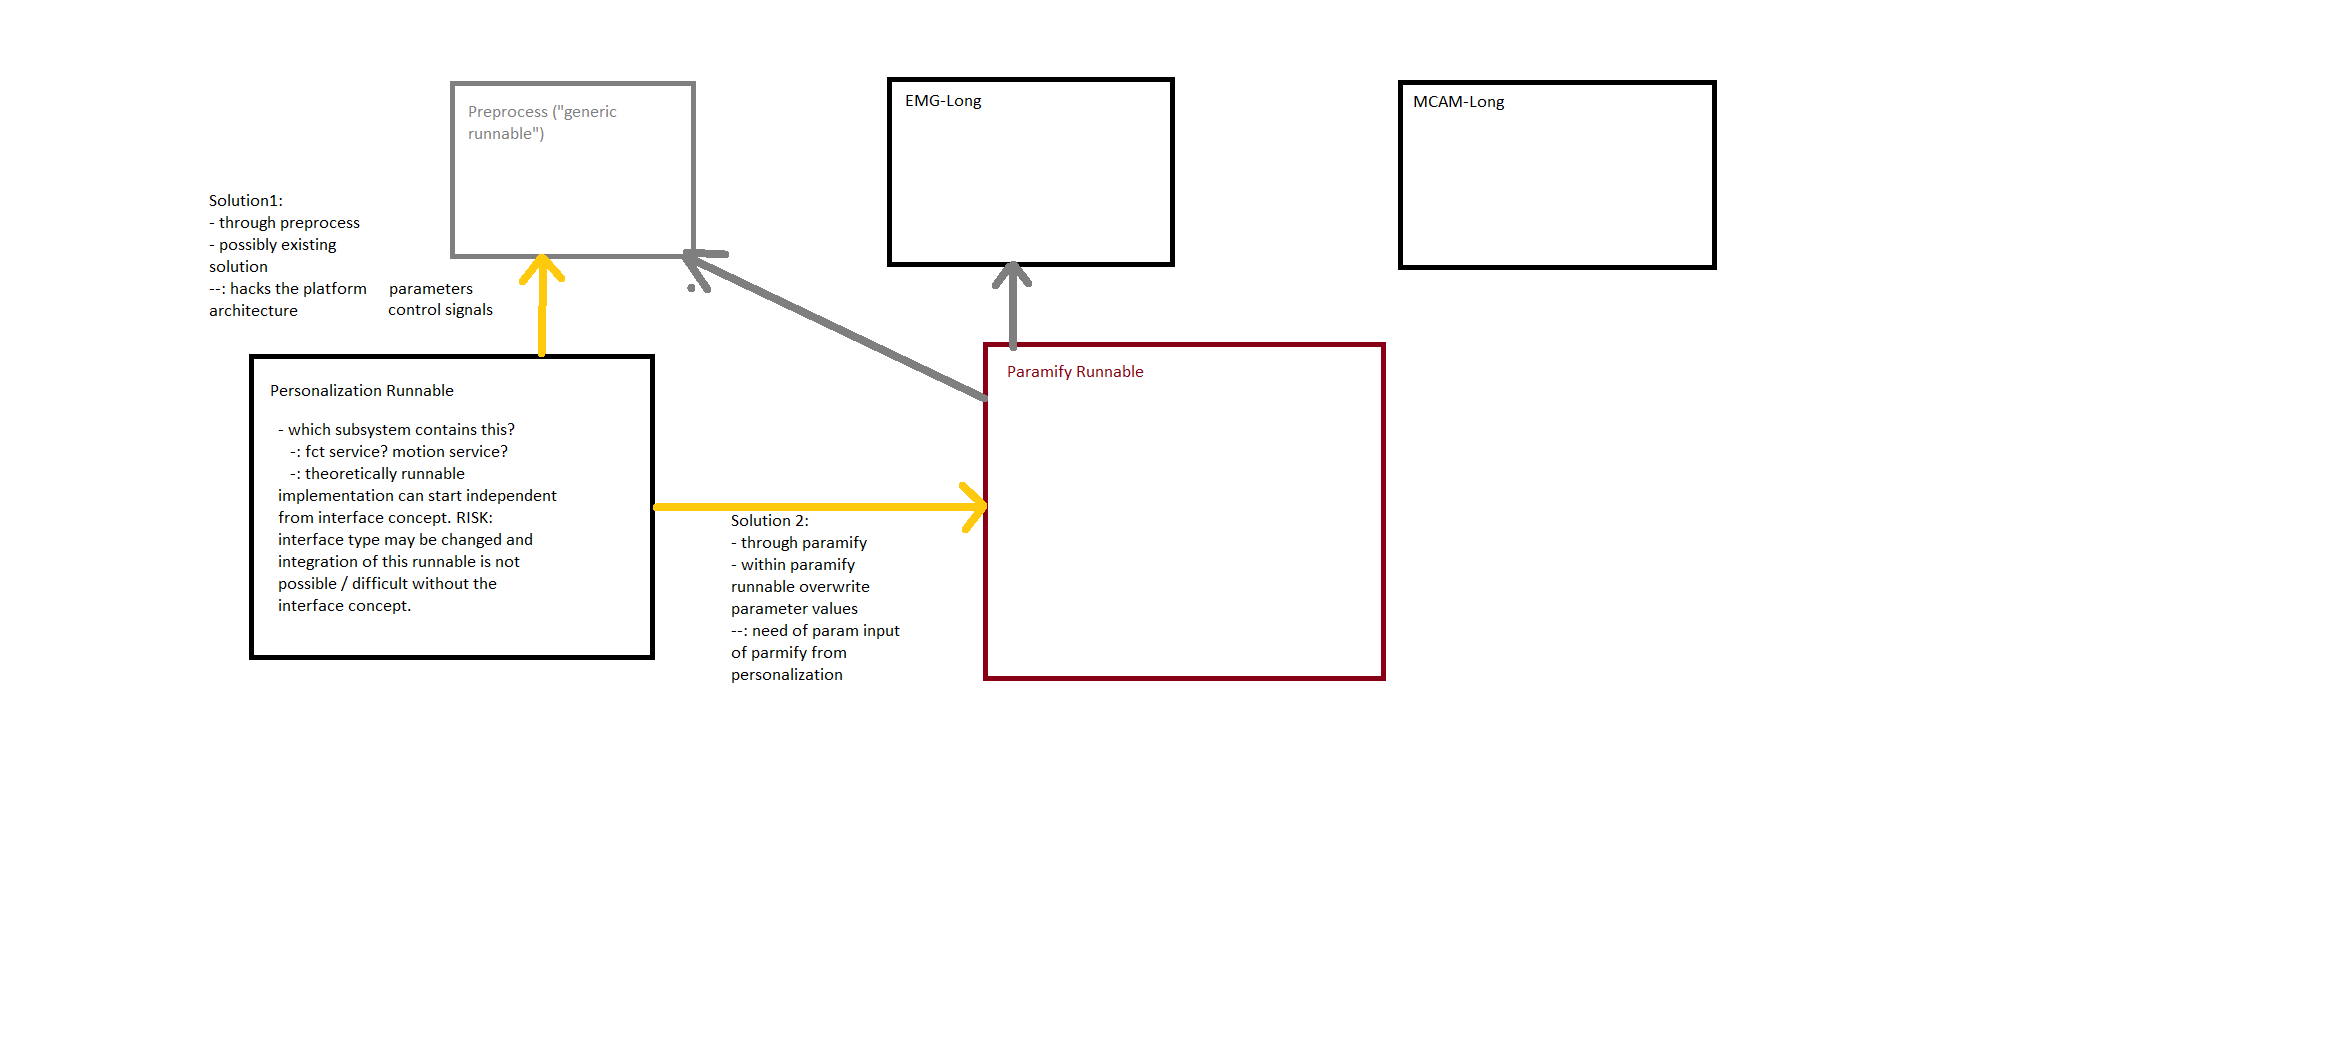 Preprocess ("generic
runnable")
EMG-Long
MCAM-Long
Solution1:
- through preprocess
- possibly existing
solution
--: hacks the platform
architecture
parameters
control signals
Personalization Runnable
- which subsystem contains this?
-: fct service? motion service?
-: theoretically runnable
implementation can start independent
from interface concept. RISK:
interface type may be changed and
integration of this runnable is not
possible / difficult without the
interface concept.
Paramify Runnable
Solution 2:
- through paramify
- within paramify
runnable overwrite
parameter values
--: need of param input
of parmify from
personalization